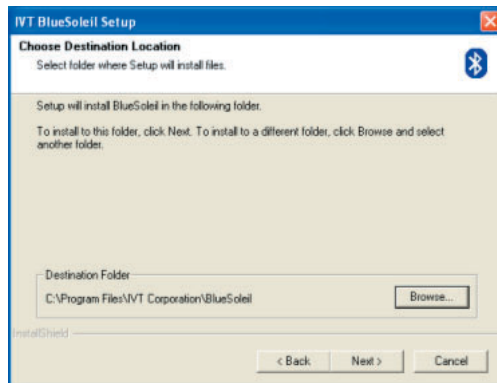 IVT BlueSoleil Setup
Choose Destination Location
Select folder where Setup will install files.
Setup will install BlueSoleil in the following folder.
To install to this folder, click Next. To install to a different folder, click Browse and select
another folder.
Destination Folder
C:\Program Files\IVT Corporation\BlueSoleil
Browse...
InstallShield
< Back
Next >
Cancel